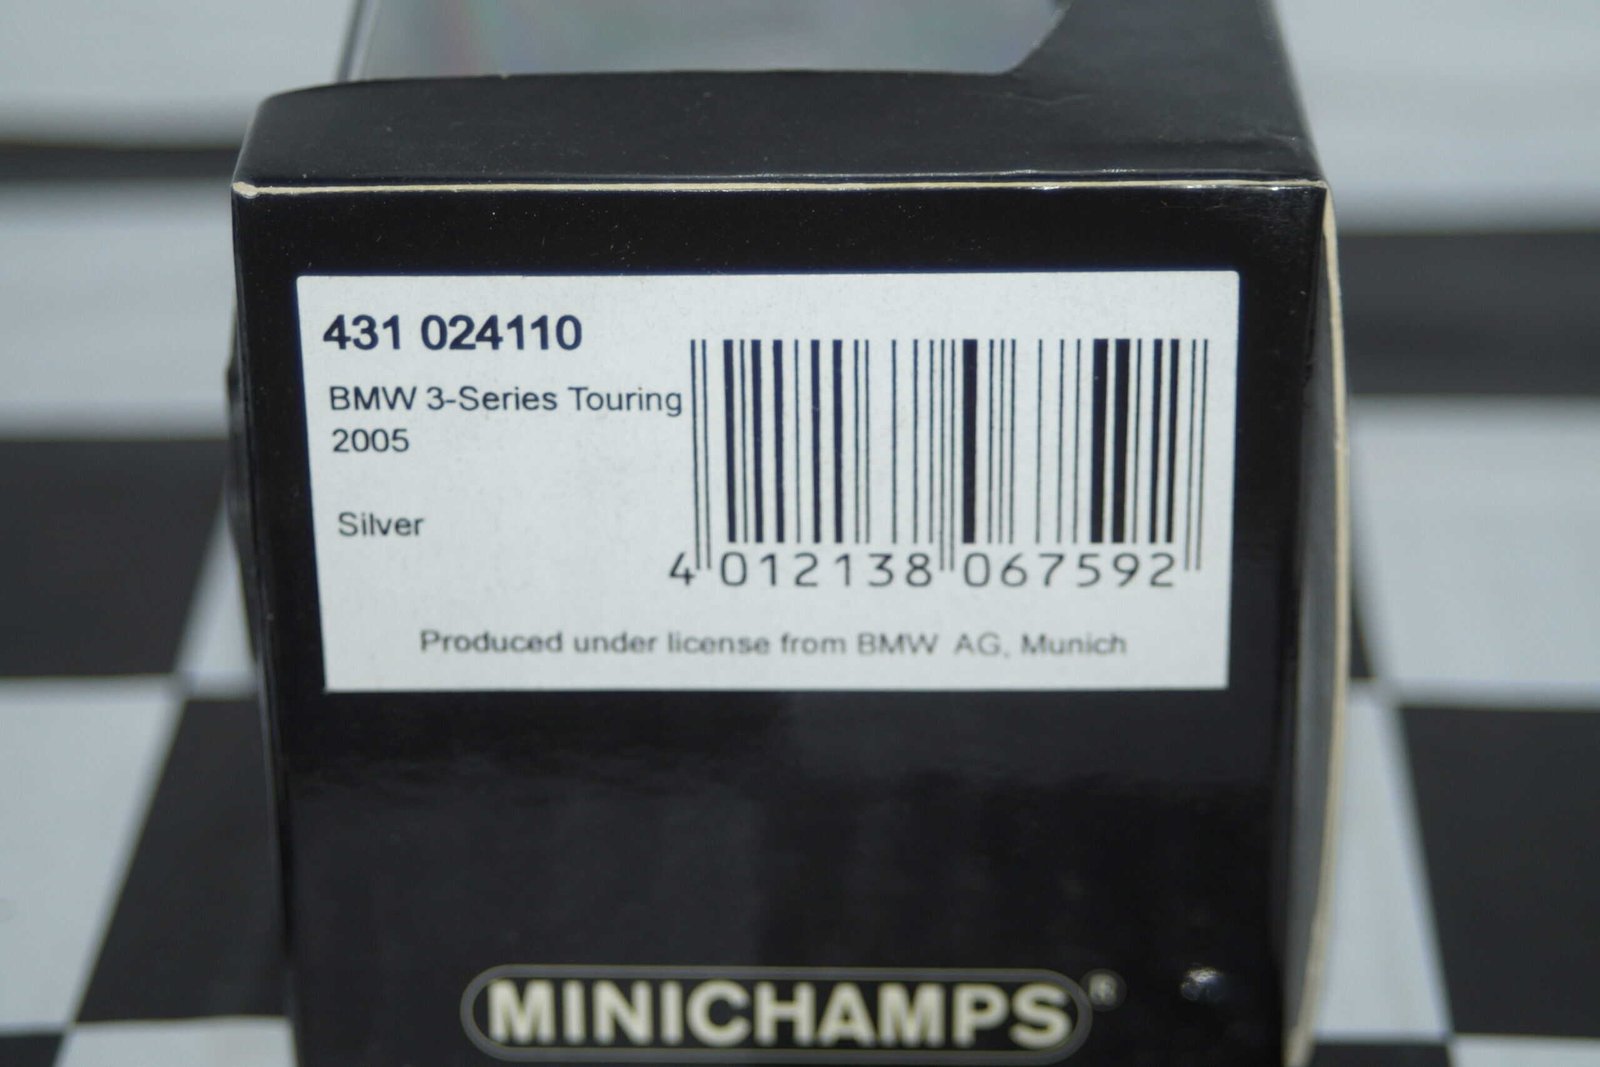 431 024110
BMW 3-Series Touring
2005
Silver
4 012138 067592
Produced under license from BMW AG, Munich
MINICHAMPS®